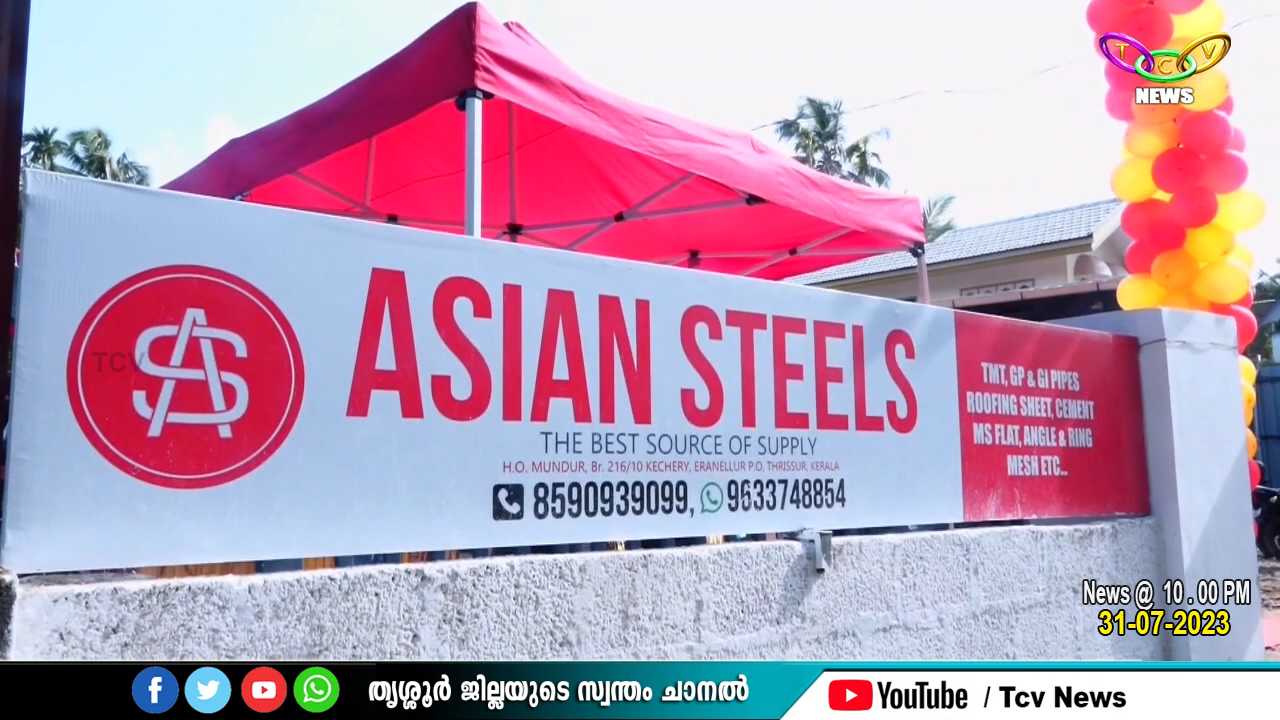 T C V
NEWS
AS
TCV
ASIAN STEELS
THE BEST SOURCE OF SUPPLY
H.O. MUNDUR, Br. 216/10 KECHERY, ERANELLUR P.O, THRISSUR, KERALA
8590939099, 9633748854
TMT, GP & GI PIPES
ROOFING SHEET, CEMENT
MS FLAT, ANGLE & RING
MESH ETC...
News @ 10.00 PM
31-07-2023
തൃശ്ശൂർ ജില്ലയുടെ സ്വന്തം ചാനൽ
YouTube / Tcv News